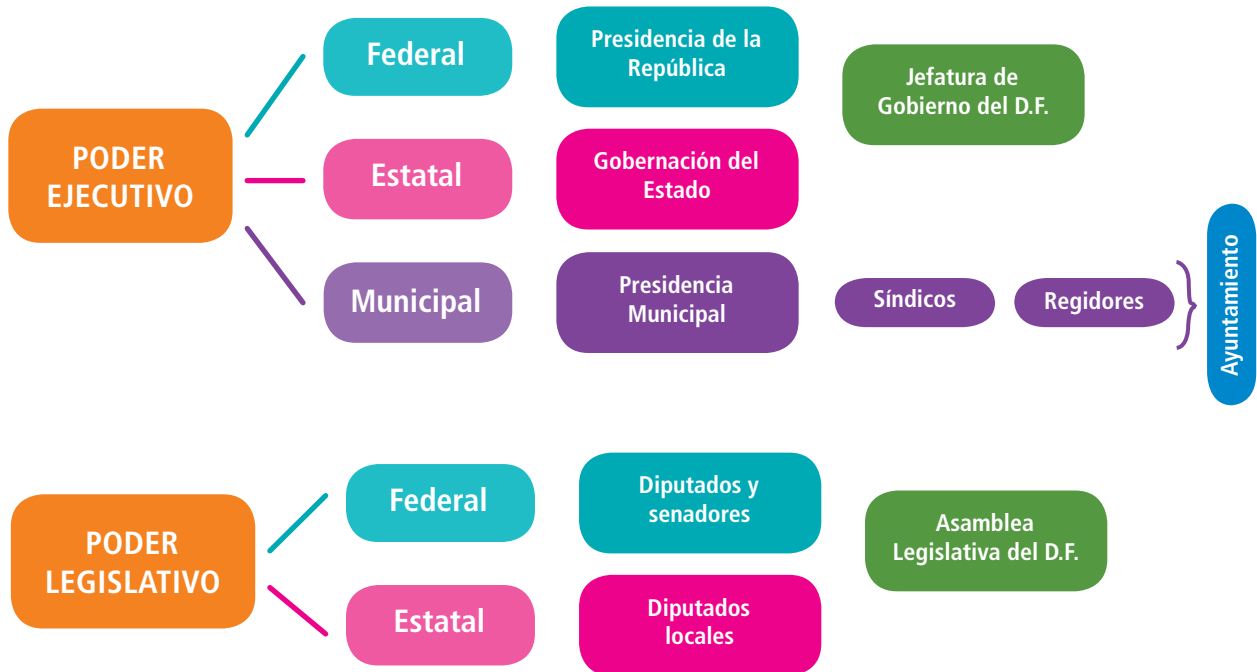 PODER
EJECUTIVO
Federal
Presidencia de la
República
Jefatura de
Gobierno del D.F.
Estatal
Gobernación del
Estado
Municipal
Presidencia
Municipal
Síndicos
Regidores
Ayuntamiento
PODER
LEGISLATIVO
Federal
Diputados y
senadores
Asamblea
Legislativa del D.F.
Estatal
Diputados
locales